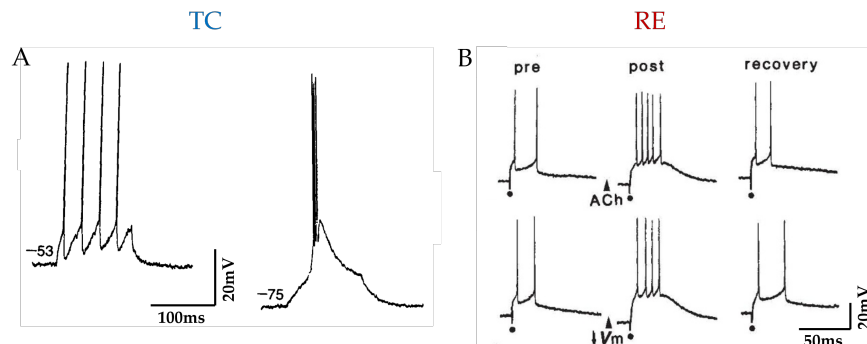 TC
RE
A
B
pre
post
recovery
-53
-75
20mV
100ms
ACh
↓Vm
20mV
50ms